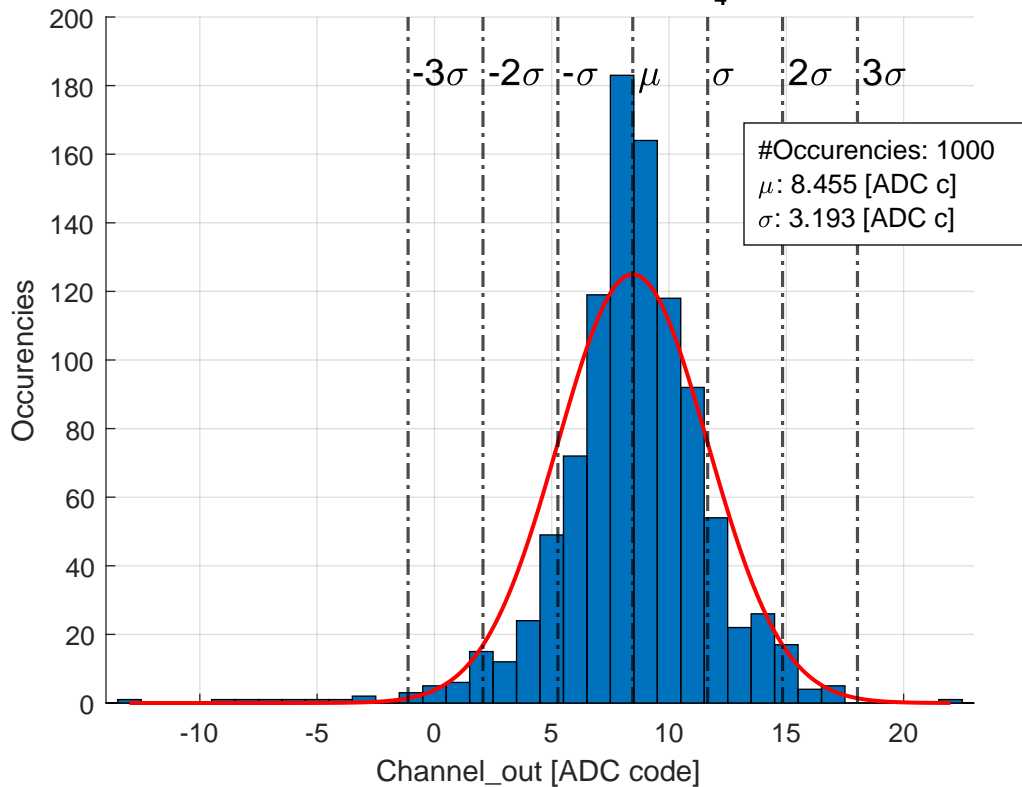 4
200
180
160
140
120
100
80
60
40
20
0
Occurencies
-3σ -2σ -σ μ σ 2σ 3σ
#Occurencies: 1000
μ: 8.455 [ADC c]
σ: 3.193 [ADC c]
-10 -5 0 5 10 15 20
Channel_out [ADC code]